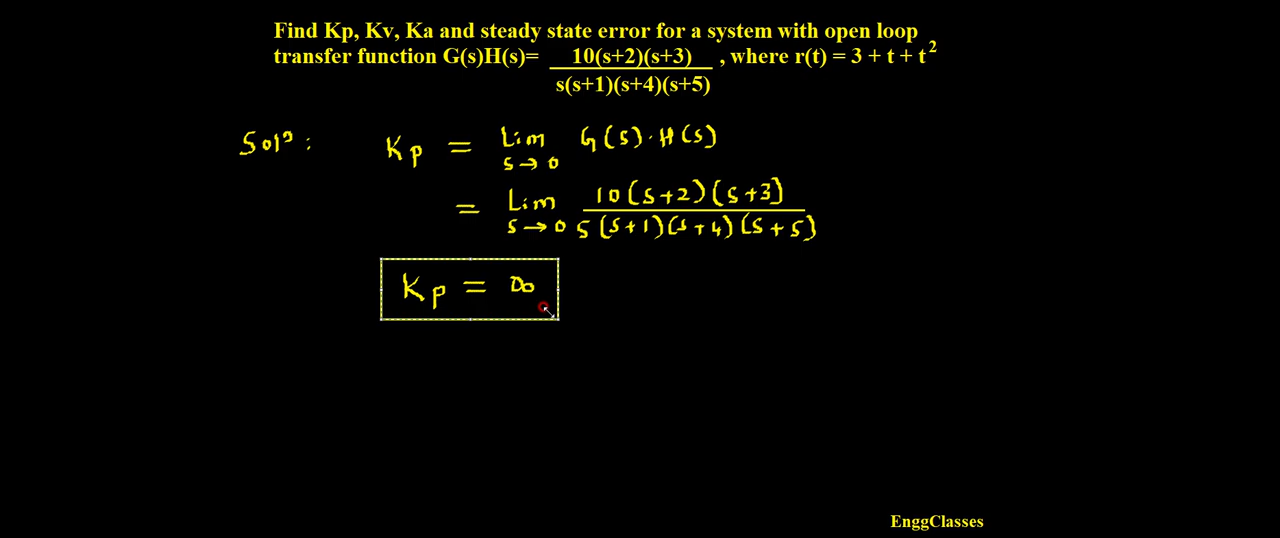 Find Kp, Kv, Ka and steady state error for a system with open loop
transfer function G(s)H(s)= 10(s+2)(s+3) / s(s+1)(s+4)(s+5) , where r(t) = 3 + t + t²
Solⁿ : Kp = Lim s→0 G(s)·H(s)
= Lim s→0 10(s+2)(s+3) / s(s+1)(s+4)(s+5)
Kp = ∞
EnggClasses